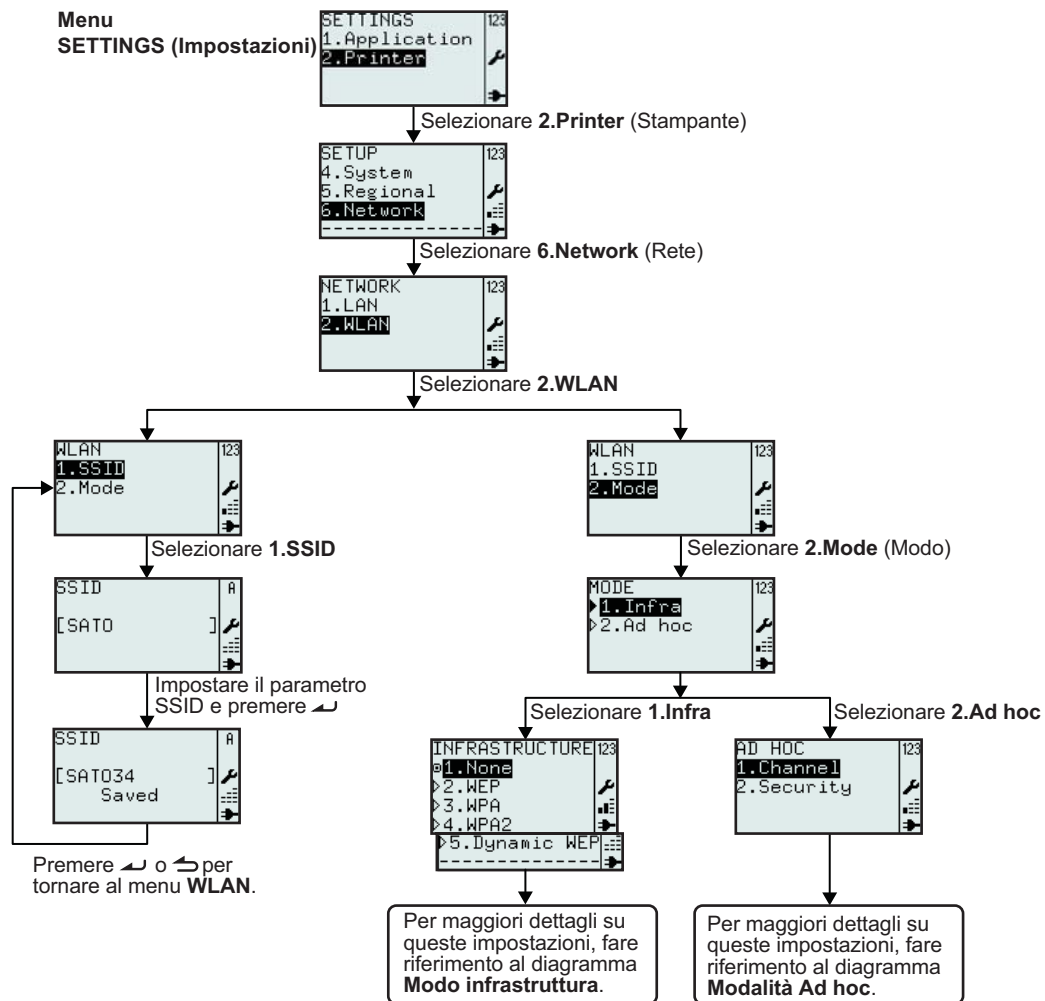 Menu
SETTINGS (Impostazioni)
SETTINGS
123
1.Application
2.Printer
Selezionare 2.Printer (Stampante)
SETUP
123
4.System
5.Regional
6.Network
Selezionare 6.Network (Rete)
NETWORK
123
1.LAN
2.WLAN
Selezionare 2.WLAN
WLAN
123
1.SSID
2.Mode
Selezionare 1.SSID
SSID
A
[SATO ]
Impostare il parametro
SSID e premere
SSID
A
[SATO34 ]
Saved
Premere o per
tornare al menu WLAN.
WLAN
123
1.SSID
2.Mode
Selezionare 2.Mode (Modo)
MODE
123
1.Infra
2.Ad hoc
Selezionare 1.Infra
INFRASTRUCTURE
123
1.None
2.WEP
3.WPA
4.WPA2
5.Dynamic WEP
Per maggiori dettagli su
queste impostazioni, fare
riferimento al diagramma
Modo infrastruttura.
Selezionare 2.Ad hoc
AD HOC
123
1.Channel
2.Security
Per maggiori dettagli su
queste impostazioni, fare
riferimento al diagramma
Modalità Ad hoc.